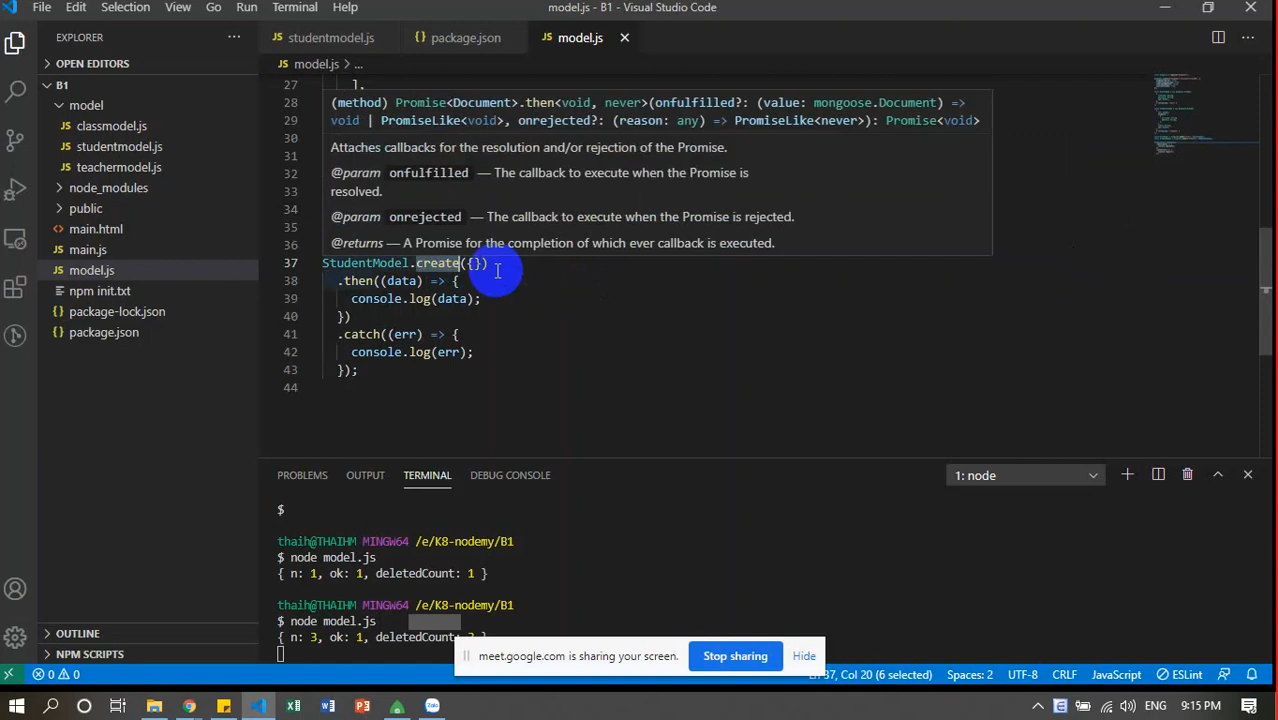 File Edit Selection View Go Run Terminal Help
model.js - B1 - Visual Studio Code
EXPLORER
studentmodel.js
package.json
model.js
OPEN EDITORS
model.js > ...
B1
model
classmodel.js
studentmodel.js
teachermodel.js
node_modules
public
main.html
main.js
model.js
npm init.txt
package-lock.json
package.json
OUTLINE
NPM SCRIPTS
27 ],
28
29
30
31
32
33
34
35
36
(method) Promise<Document>.then<void, never>(onfulfilled?: (value: mongoose.Document) =>
void | PromiseLike<void>, onrejected?: (reason: any) => PromiseLike<never>): Promise<void>
Attaches callbacks for the resolution and/or rejection of the Promise.
@param onfulfilled — The callback to execute when the Promise is
resolved.
@param onrejected — The callback to execute when the Promise is rejected.
@returns — A Promise for the completion of which ever callback is executed.
37 StudentModel.create({})
38 .then((data) => {
39 console.log(data);
40 })
41 .catch((err) => {
42 console.log(err);
43 });
44
PROBLEMS OUTPUT TERMINAL DEBUG CONSOLE
1: node
$
thaih@THAIHM MINGW64 /e/K8-nodemy/B1
$ node model.js
{ n: 1, ok: 1, deletedCount: 1 }
thaih@THAIHM MINGW64 /e/K8-nodemy/B1
$ node model.js
{ n: 3, ok: 1, deletedCount: 3 }
meet.google.com is sharing your screen.
Stop sharing
Hide
0 0
Ln 37, Col 20 (6 selected)
Spaces: 2
UTF-8
CRLF
JavaScript
ESLint
ENG
9:15 PM